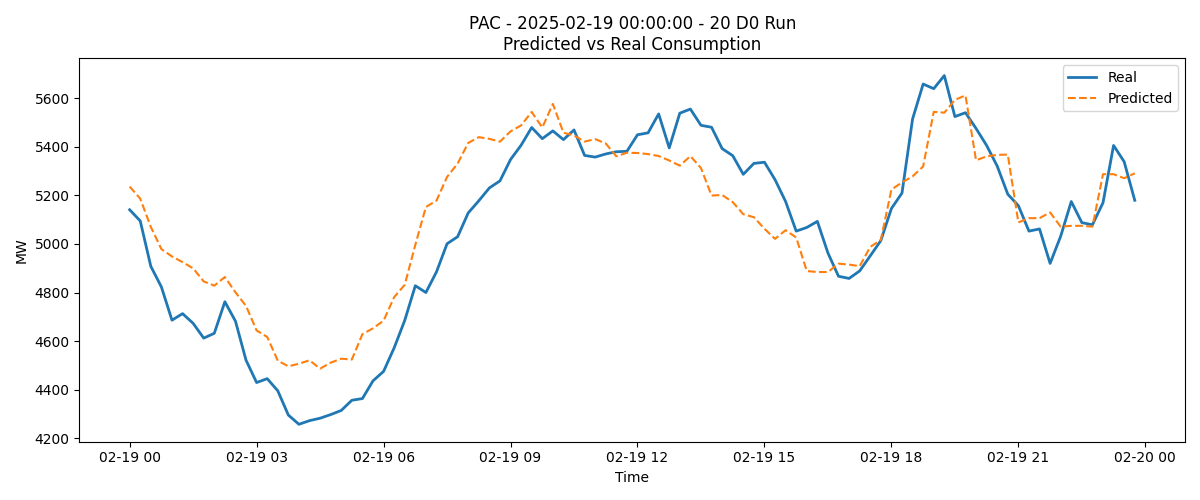 PAC - 2025-02-19 00:00:00 - 20 D0 Run
Predicted vs Real Consumption
Real
Predicted
MW
5600
5400
5200
5000
4800
4600
4400
4200
02-19 00
02-19 03
02-19 06
02-19 09
02-19 12
02-19 15
02-19 18
02-19 21
02-20 00
Time